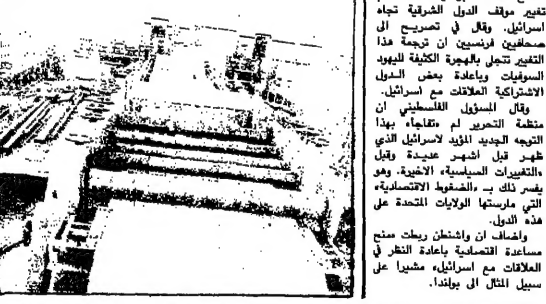 تغيير موقف الدول الشرقية تجاه
اسرائيل. وقال في تصريح الى
صحافيين فرنسيين ان ترجمة هذا
التغيير تتجلى بالهجرة الكثيفة لليهود
السوفيات وباعادة بعض الدول
الاشتراكية العلاقات مع اسرائيل.
وقال المسؤول الفلسطيني ان
منظمة التحرير لم «تفاجأ» بهذا
التوجه الجديد المؤيد لاسرائيل الذي
ظهر قبل اشهر عديدة وقبل
«التغييرات السياسية» الاخيرة. وهو
يفسر ذلك بـ «الضغوط الاقتصادية»
التي مارستها الولايات المتحدة على
هذه الدول.
واضاف ان واشنطن ربطت منح
مساعدة اقتصادية باعادة النظر في
العلاقات مع اسرائيل، مشيرا على
سبيل المثال الى بولندا.